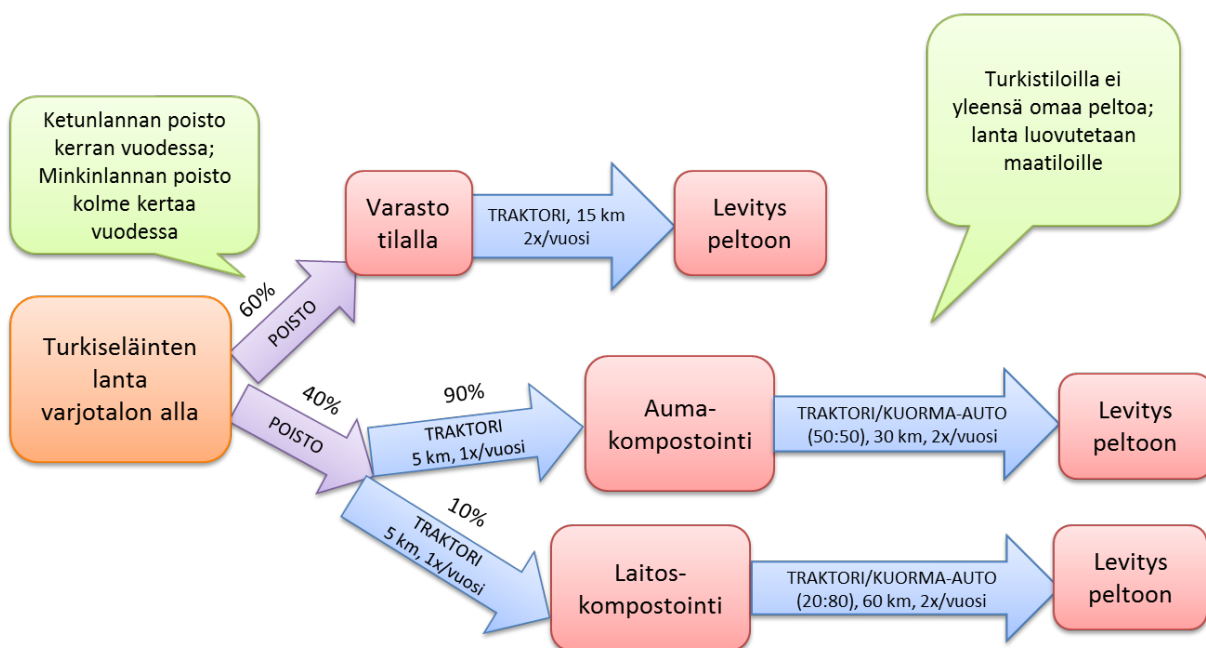 Ketunlannan poisto
kerran vuodessa;
Minkinlannan poisto
kolme kertaa
vuodessa
Turkistiloilla ei
yleensä omaa peltoa;
lanta luovutetaan
maatiloille
Turkiseläinten
lanta
varjotalon alla
60%
POISTO
Varasto
tilalla
TRAKTORI, 15 km
2x/vuosi
Levitys
peltoon
40%
POISTO
90%
TRAKTORI
5 km, 1x/vuosi
Auma-
kompostointi
TRAKTORI/KUORMA-AUTO
(50:50), 30 km, 2x/vuosi
Levitys
peltoon
10%
TRAKTORI
5 km, 1x/vuosi
Laitos-
kompostointi
TRAKTORI/KUORMA-AUTO
(20:80), 60 km, 2x/vuosi
Levitys
peltoon